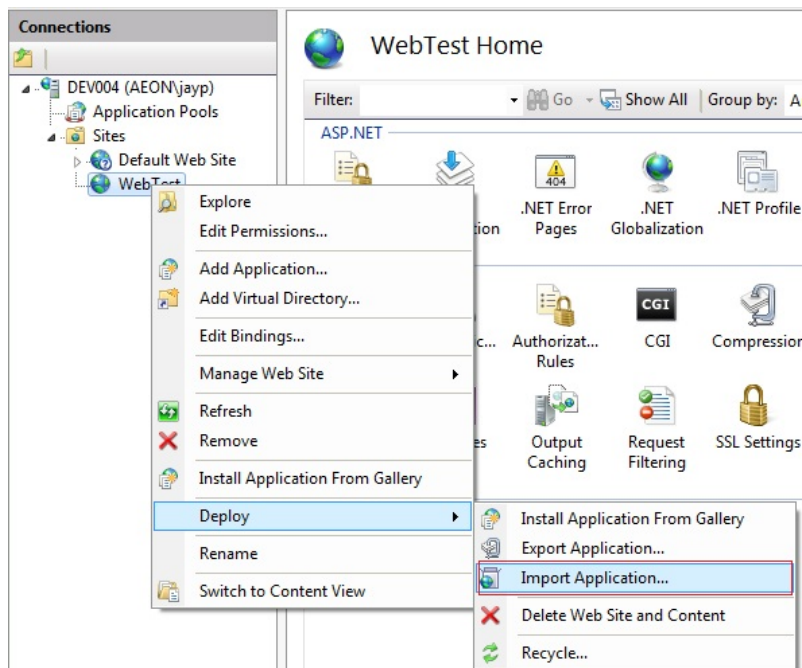 Connections
DEV004 (AEON\jayp)
Application Pools
Sites
Default Web Site
WebTest
WebTest Home
Filter:
Go
Show All
Group by:
ASP.NET
.NET Error
Pages
.NET
Globalization
.NET Profile
Authorizat...
Rules
CGI
CGI
Compression
Output
Caching
Request
Filtering
SSL Settings
404
Explore
Edit Permissions...
Add Application...
Add Virtual Directory...
Edit Bindings...
Manage Web Site
Refresh
Remove
Install Application From Gallery
Deploy
Rename
Switch to Content View
Install Application From Gallery
Export Application...
Import Application...
Delete Web Site and Content
Recycle...